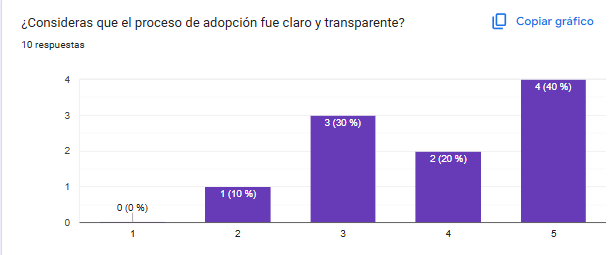 ¿Consideras que el proceso de adopción fue claro y transparente?
Copiar gráfico
10 respuestas
4
3
2
1
0
0 (0 %)
1 (10 %)
3 (30 %)
2 (20 %)
4 (40 %)
1
2
3
4
5